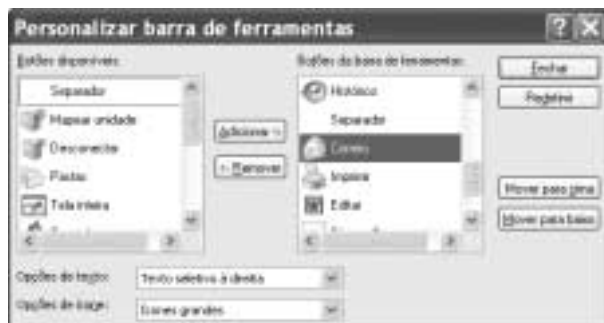 Personalizar barra de ferramentas
Botões disponíveis:
Separador
Mapear unidade
Desconectar
Pastas
Tela inteira
Adicionar ->
<- Remover
Botões da barra de ferramentas:
Histórico
Separador
Correio
Imprimir
Editar
Fechar
Redefinir
Mover para cima
Mover para baixo
Opções de texto:
Texto seletivo à direita
Opções de ícone:
Ícones grandes